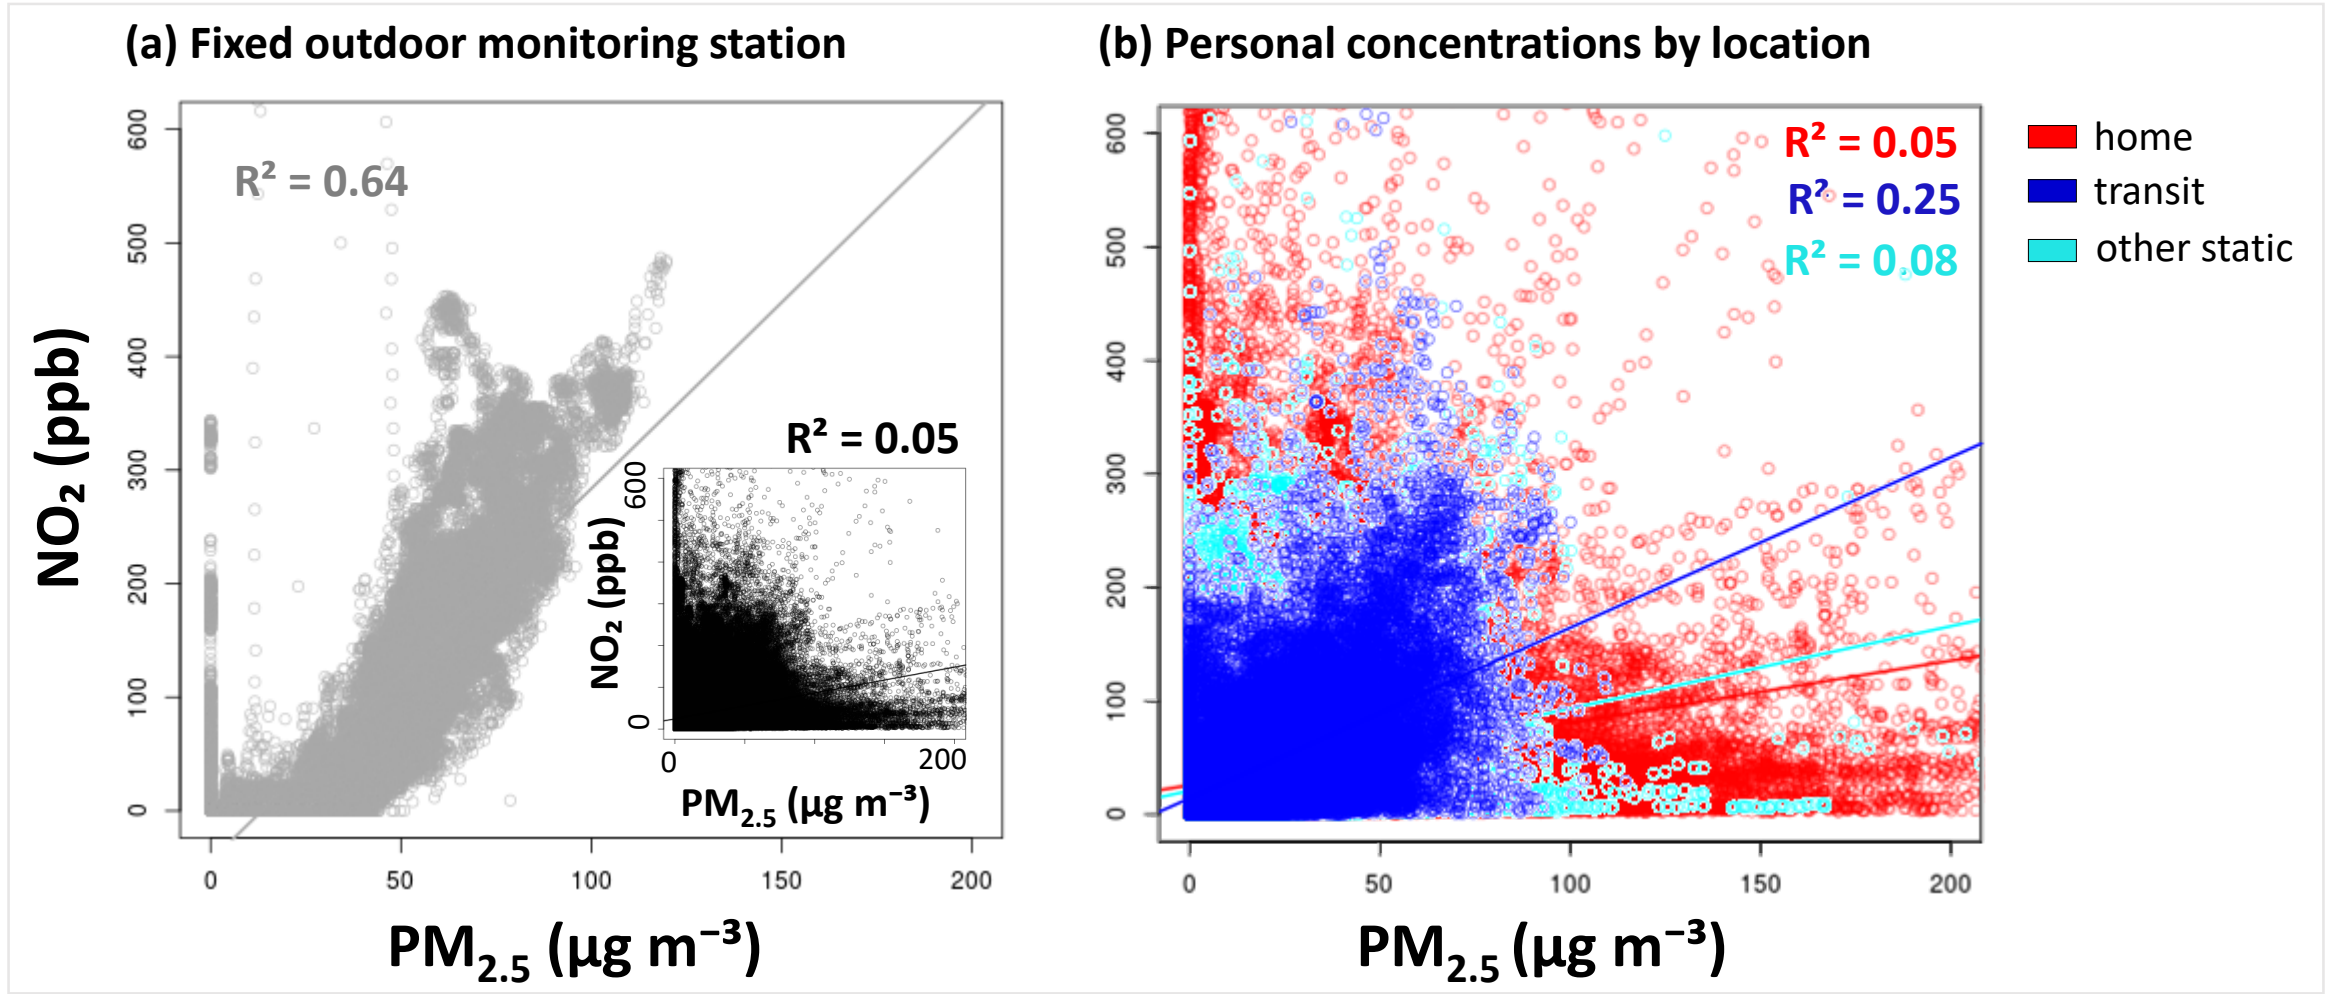 (a) Fixed outdoor monitoring station
NO₂ (ppb)
600
500
400
300
200
100
0
R² = 0.64
0
50
100
150
200
PM₂.₅ (µg m⁻³)
R² = 0.05
NO₂ (ppb)
600
0
0
200
PM₂.₅ (µg m⁻³)
(b) Personal concentrations by location
600
500
400
300
200
100
0
R² = 0.05
R² = 0.25
R² = 0.08
0
50
100
150
200
PM₂.₅ (µg m⁻³)
home
transit
other static